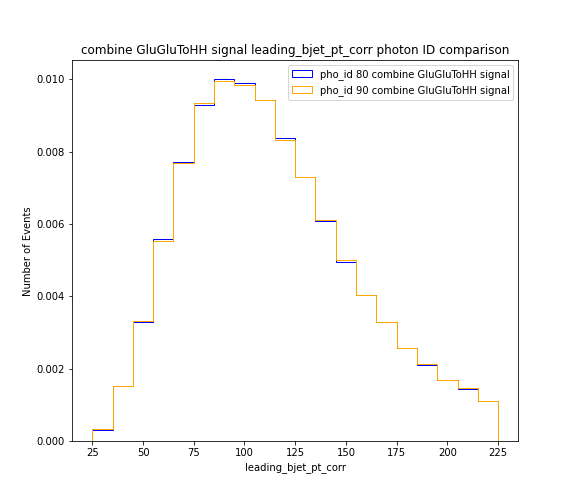 combine GluGluToHH signal leading_bjet_pt_corr photon ID comparison
pho_id 80 combine GluGluToHH signal
pho_id 90 combine GluGluToHH signal
Number of Events
0.010
0.008
0.006
0.004
0.002
0.000
25 50 75 100 125 150 175 200 225
leading_bjet_pt_corr